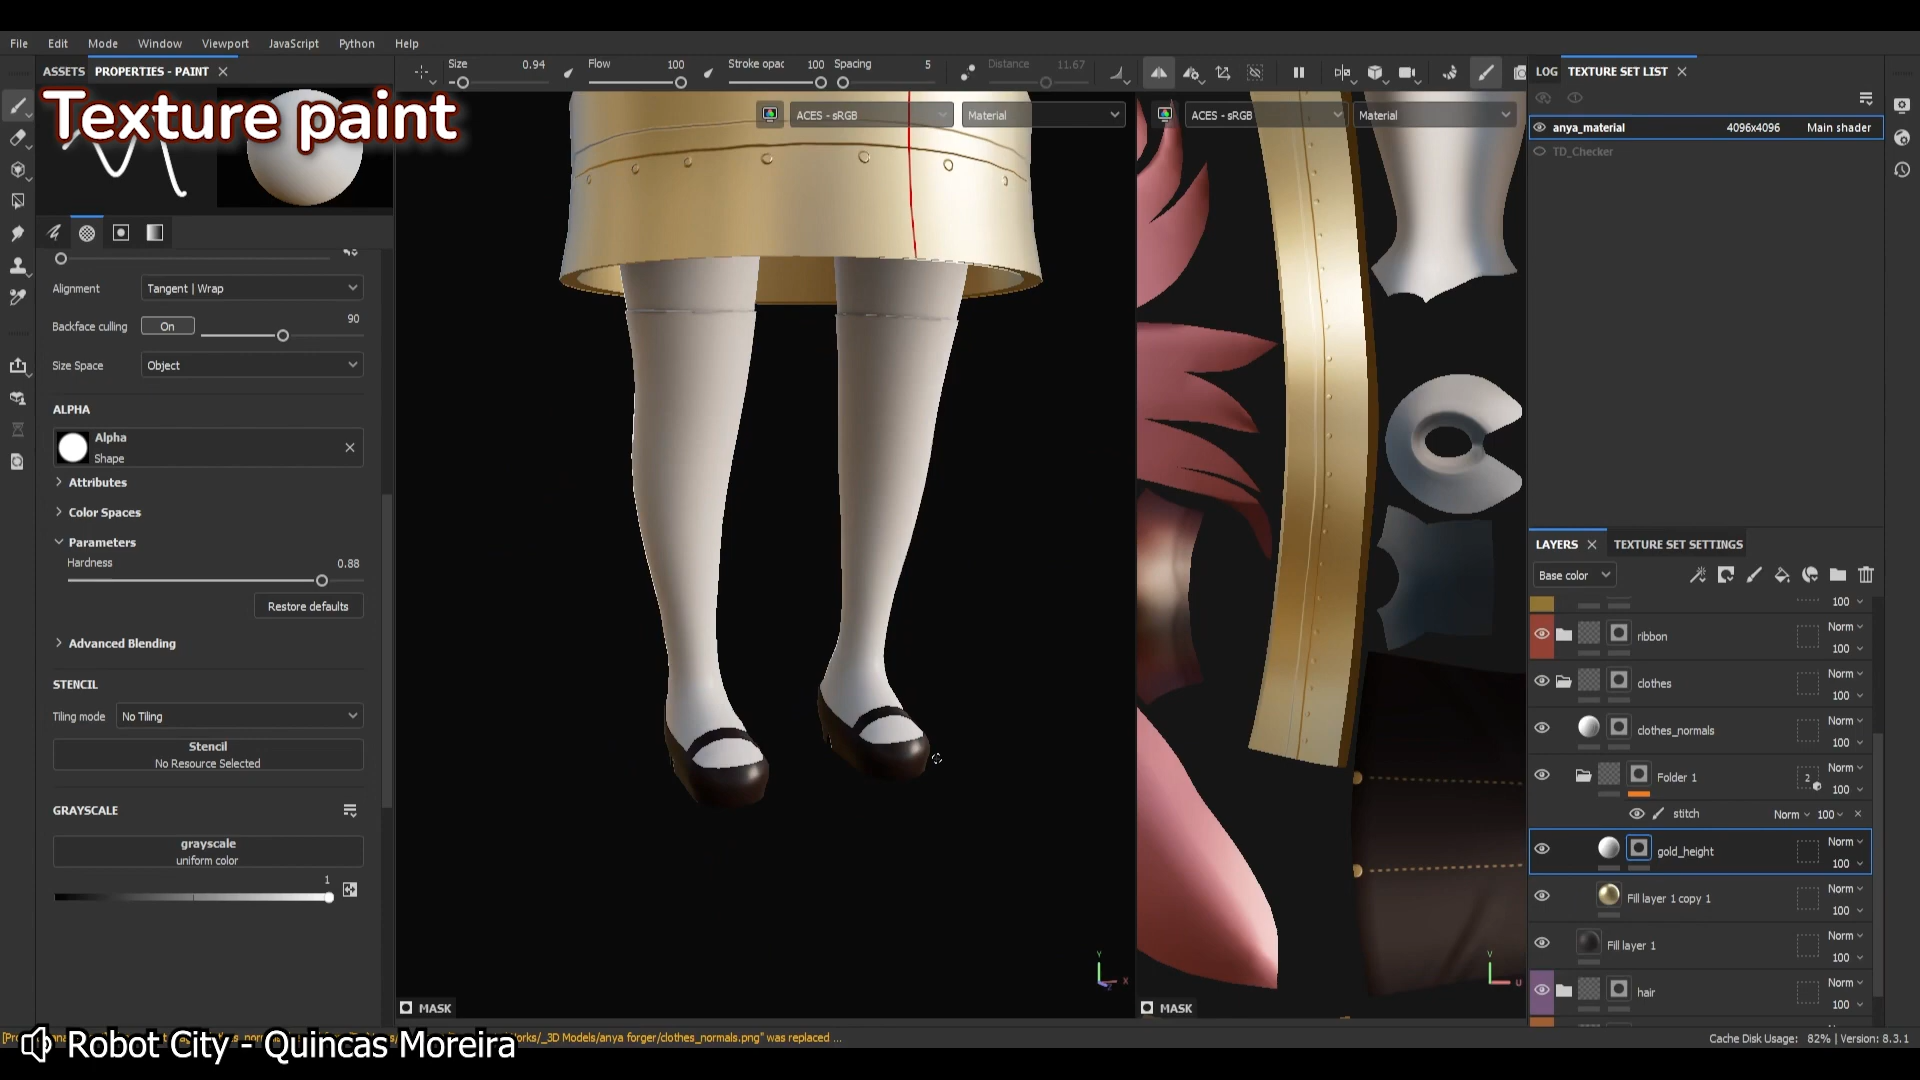 File Edit Mode Window Viewport JavaScript Python Help
ASSETS PROPERTIES - PAINT
Size 0.94 Flow 100 Stroke opac 100 Spacing 5 Distance 11.67
LOG TEXTURE SET LIST
Texture paint
ACES - sRGB Material ACES - sRGB Material
anya_material 4096x4096 Main shader
TD_Checker
Alignment Tangent | Wrap
Backface culling On 90
Size Space Object
ALPHA
Alpha
Shape
Attributes
Color Spaces
Parameters
Hardness 0.88
Restore defaults
Advanced Blending
STENCIL
Tiling mode No Tiling
Stencil
No Resource Selected
GRAYSCALE
grayscale
uniform color
1
LAYERS TEXTURE SET SETTINGS
Base color
100
ribbon Norm
100
clothes Norm
100
clothes_normals Norm
100
Folder 1 2 Norm
100
stitch Norm 100
gold_height Norm
100
Fill layer 1 copy 1 Norm
100
Fill layer 1 Norm
100
hair Norm
100
Y X
V U
MASK MASK
Robot City - Quincas Moreira
orks/_3D Models/anya forger/clothes_normals.png" was replaced ...
Cache Disk Usage: 82% | Version: 8.3.1